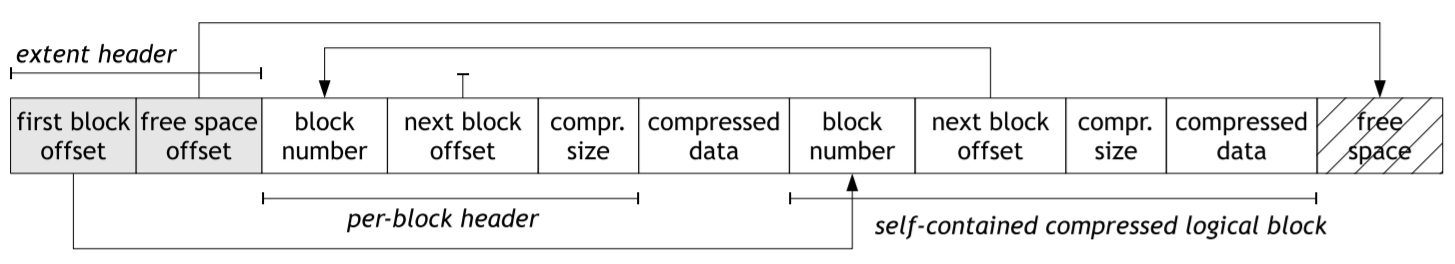 extent header
first block
offset
free space
offset
block
number
next block
offset
compr.
size
compressed
data
block
number
next block
offset
compr.
size
compressed
data
free
space
per-block header
self-contained compressed logical block